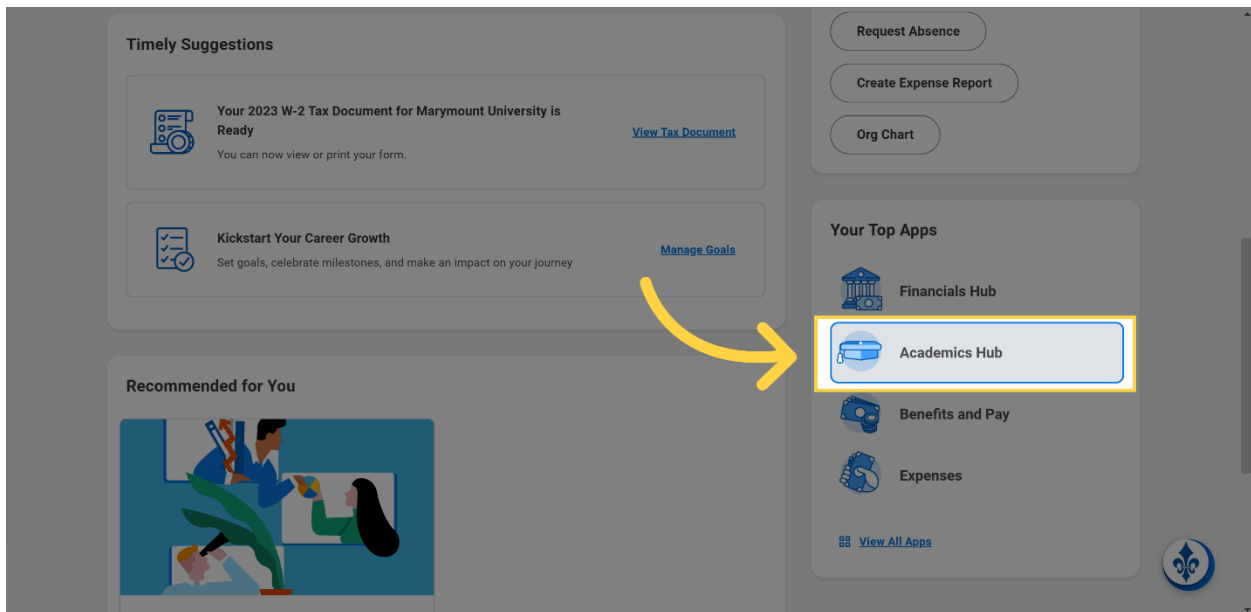 Timely Suggestions
Your 2023 W-2 Tax Document for Marymount University is
Ready
You can now view or print your form.
View Tax Document
Kickstart Your Career Growth
Set goals, celebrate milestones, and make an impact on your journey
Manage Goals
Recommended for You
Request Absence
Create Expense Report
Org Chart
Your Top Apps
Financials Hub
Academics Hub
Benefits and Pay
Expenses
View All Apps